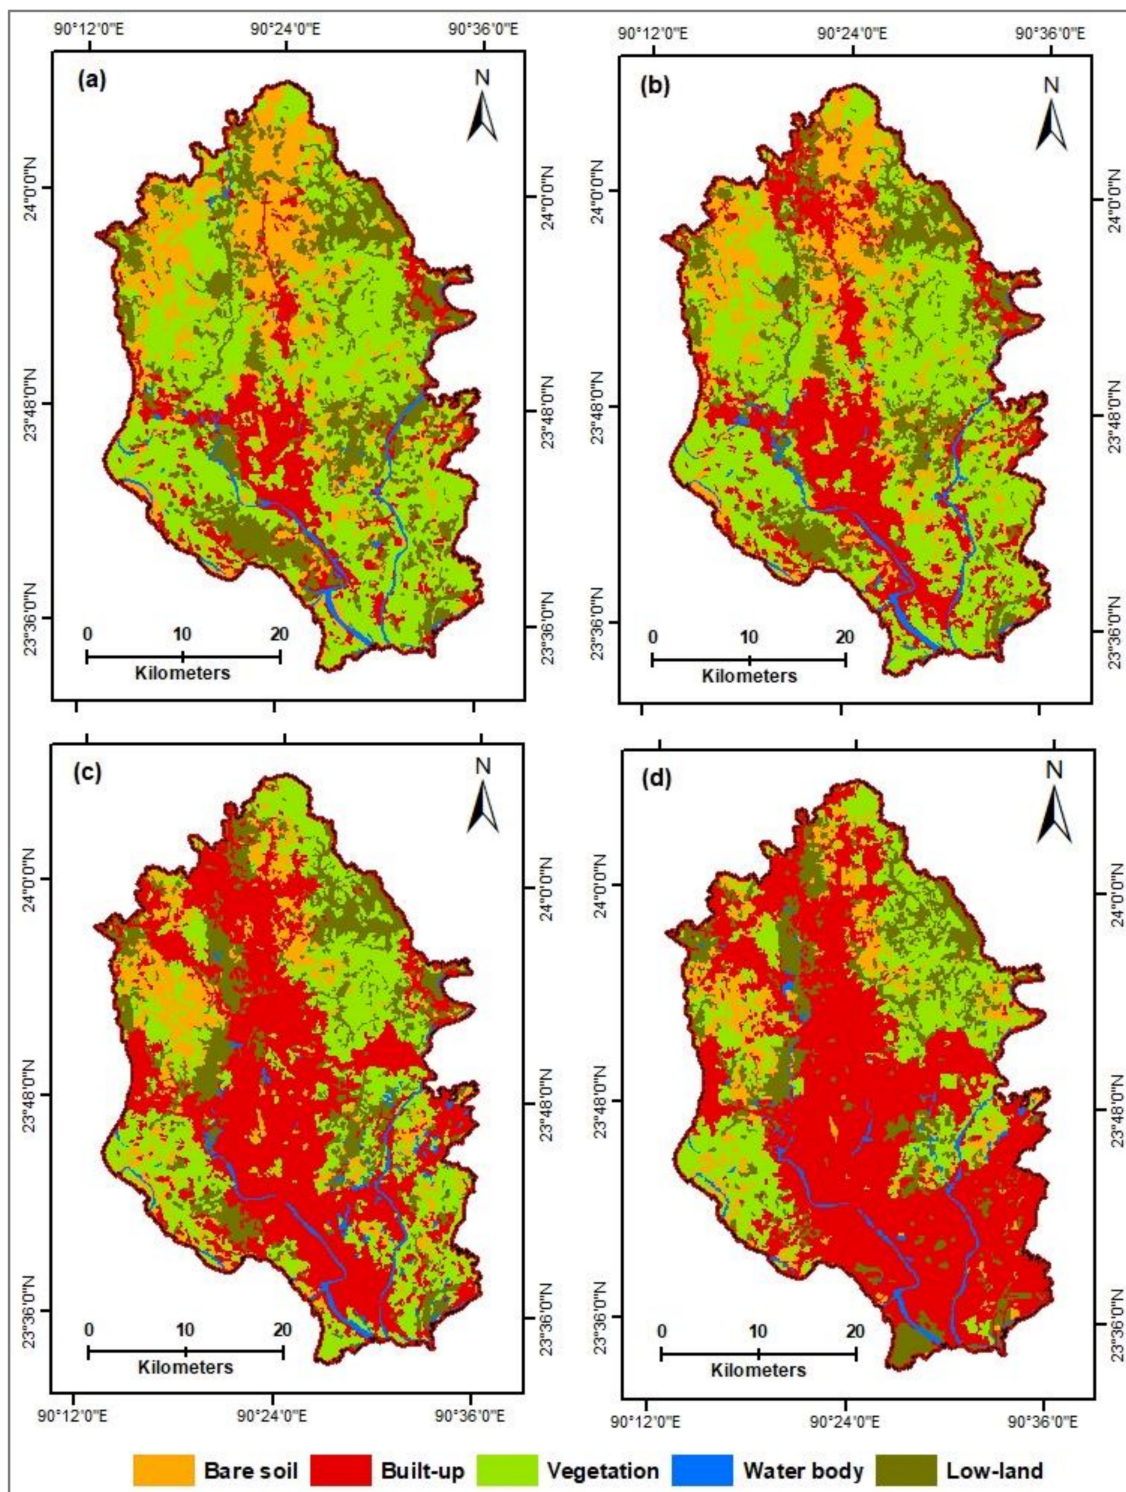 90°12'0"E 90°24'0"E 90°36'0"E 90°12'0"E 90°24'0"E 90°36'0"E
(a) N (b) N
24°0'0"N 24°0'0"N 24°0'0"N 24°0'0"N
23°48'0"N 23°48'0"N 23°48'0"N 23°48'0"N
23°36'0"N 23°36'0"N 23°36'0"N 23°36'0"N
0 10 20 0 10 20
Kilometers Kilometers
(c) N (d) N
24°0'0"N 24°0'0"N 24°0'0"N 24°0'0"N
23°48'0"N 23°48'0"N 23°48'0"N 23°48'0"N
23°36'0"N 23°36'0"N 23°36'0"N 23°36'0"N
0 10 20 0 10 20
Kilometers Kilometers
90°12'0"E 90°24'0"E 90°36'0"E 90°12'0"E 90°24'0"E 90°36'0"E
Bare soil Built-up Vegetation Water body Low-land